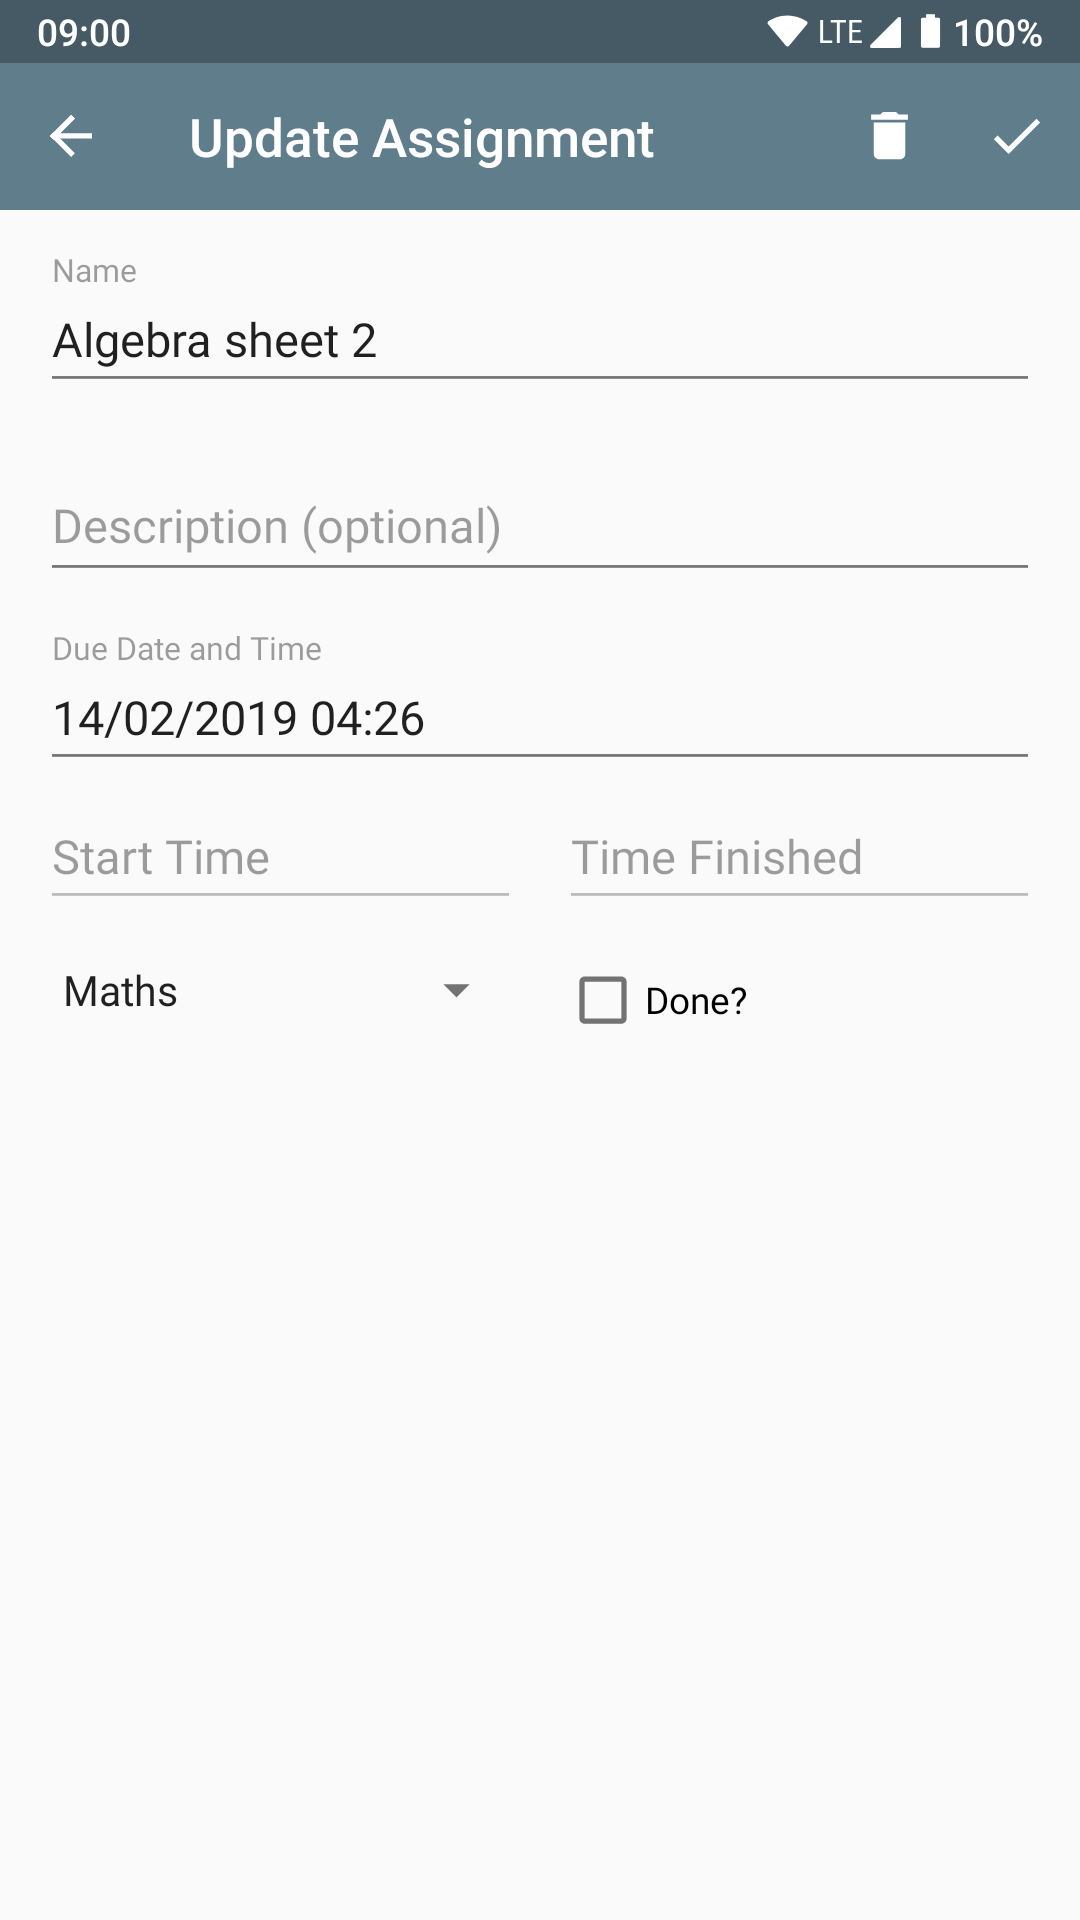 09:00 LTE 100%
Update Assignment
Name
Algebra sheet 2
Description (optional)
Due Date and Time
14/02/2019 04:26
Start Time Time Finished
Maths Done?